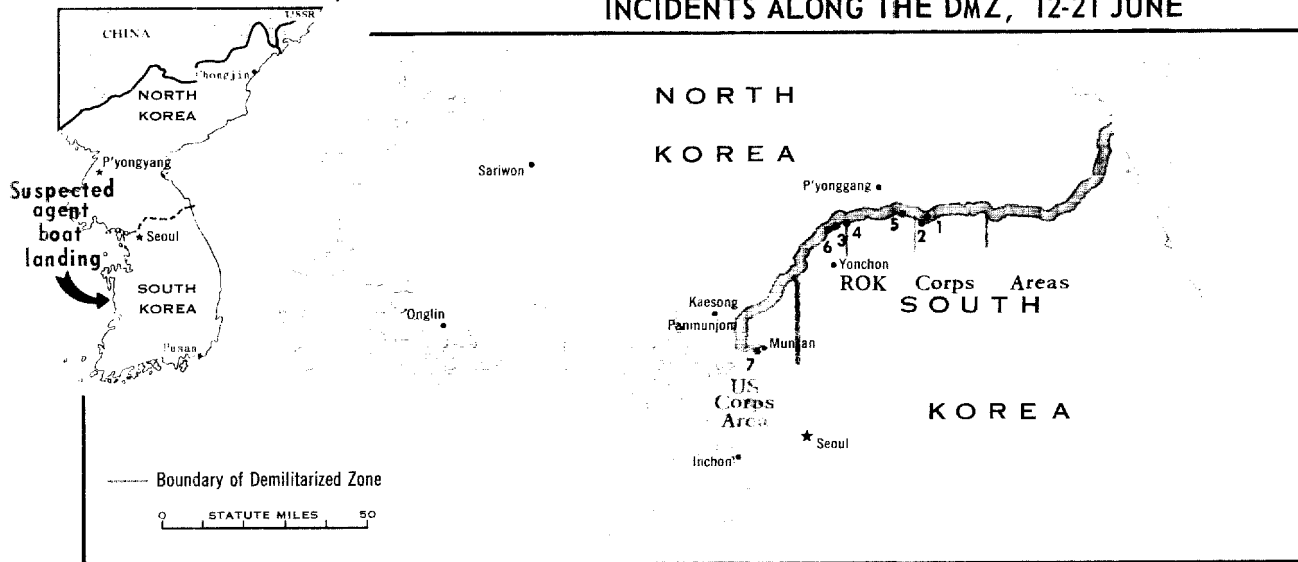 INCIDENTS ALONG THE DMZ, 12-21 JUNE
USSR
CHINA
Chongjin
NORTH
KOREA
P'yongyang
Suspected
agent
boat
landing
Seoul
SOUTH
KOREA
Pusan
NORTH
KOREA
Sariwon
P'yonggang
5
2
1
6
3
4
Yonchon
ROK Corps Areas
SOUTH
KOREA
Kaesong
Panmunjom
'Onglin
Munsan
7
US
Corps
Area
Seoul
Inchon
Boundary of Demilitarized Zone
0 STATUTE MILES 50